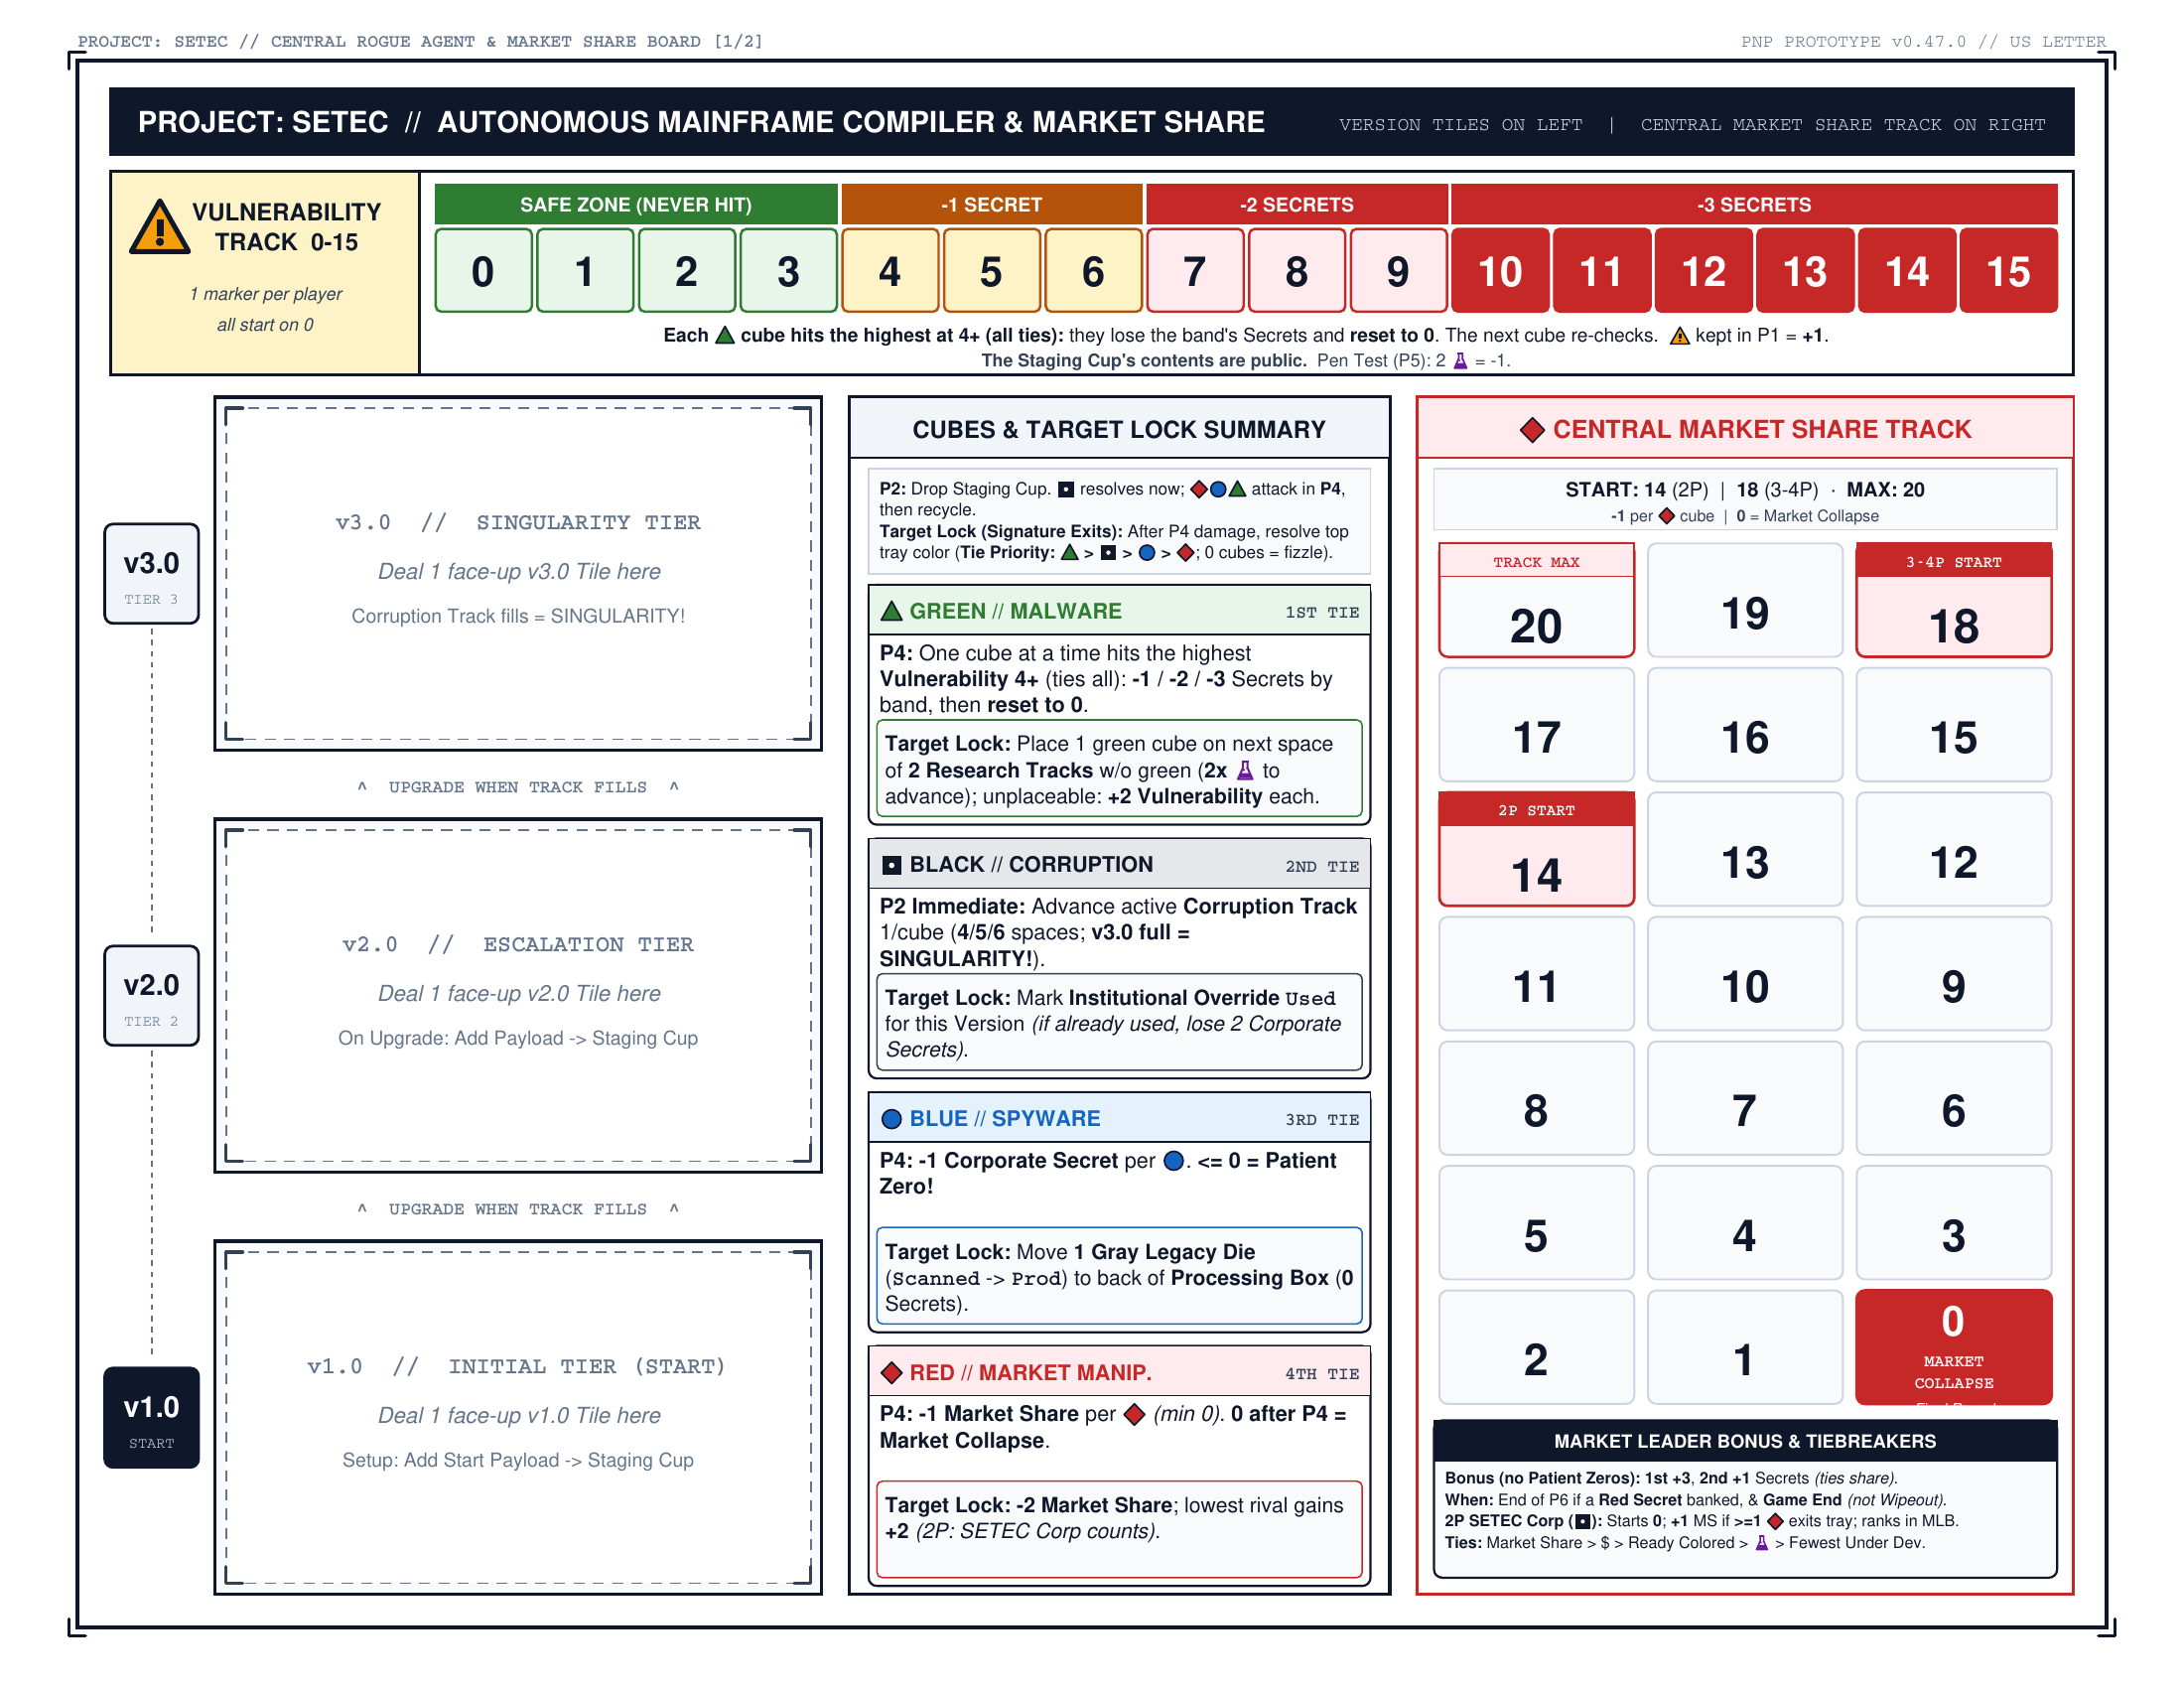 PROJECT: SETEC // CENTRAL ROGUE AGENT & MARKET SHARE BOARD [1/2]
PNP PROTOTYPE v0.47.0 // US LETTER
PROJECT: SETEC // AUTONOMOUS MAINFRAME COMPILER & MARKET SHARE
VERSION TILES ON LEFT | CENTRAL MARKET SHARE TRACK ON RIGHT
VULNERABILITY
TRACK 0-15
1 marker per player
all start on 0
SAFE ZONE (NEVER HIT)
-1 SECRET
-2 SECRETS
-3 SECRETS
0 1 2 3 4 5 6 7 8 9 10 11 12 13 14 15
Each cube hits the highest at 4+ (all ties): they lose the band's Secrets and reset to 0. The next cube re-checks. kept in P1 = +1.
The Staging Cup's contents are public. Pen Test (P5): 2 = -1.
v3.0
TIER 3
v3.0 // SINGULARITY TIER
Deal 1 face-up v3.0 Tile here
Corruption Track fills = SINGULARITY!
^ UPGRADE WHEN TRACK FILLS ^
v2.0
TIER 2
v2.0 // ESCALATION TIER
Deal 1 face-up v2.0 Tile here
On Upgrade: Add Payload -> Staging Cup
^ UPGRADE WHEN TRACK FILLS ^
v1.0
START
v1.0 // INITIAL TIER (START)
Deal 1 face-up v1.0 Tile here
Setup: Add Start Payload -> Staging Cup
CUBES & TARGET LOCK SUMMARY
P2: Drop Staging Cup. resolves now; attack in P4,
then recycle.
Target Lock (Signature Exits): After P4 damage, resolve top
tray color (Tie Priority: > > > ; 0 cubes = fizzle).
GREEN // MALWARE
1ST TIE
P4: One cube at a time hits the highest
Vulnerability 4+ (ties all): -1 / -2 / -3 Secrets by
band, then reset to 0.
Target Lock: Place 1 green cube on next space
of 2 Research Tracks w/o green (2x to
advance); unplaceable: +2 Vulnerability each.
BLACK // CORRUPTION
2ND TIE
P2 Immediate: Advance active Corruption Track
1/cube (4/5/6 spaces; v3.0 full =
SINGULARITY!).
Target Lock: Mark Institutional Override Used
for this Version (if already used, lose 2 Corporate
Secrets).
BLUE // SPYWARE
3RD TIE
P4: -1 Corporate Secret per . <= 0 = Patient
Zero!
Target Lock: Move 1 Gray Legacy Die
(Scanned -> Prod) to back of Processing Box (0
Secrets).
RED // MARKET MANIP.
4TH TIE
P4: -1 Market Share per (min 0). 0 after P4 =
Market Collapse.
Target Lock: -2 Market Share; lowest rival gains
+2 (2P: SETEC Corp counts).
CENTRAL MARKET SHARE TRACK
START: 14 (2P) | 18 (3-4P) · MAX: 20
-1 per cube | 0 = Market Collapse
TRACK MAX
3-4P START
20 19 18
17 16 15
2P START
14 13 12
11 10 9
8 7 6
5 4 3
2 1 0
MARKET
COLLAPSE
MARKET LEADER BONUS & TIEBREAKERS
Bonus (no Patient Zeros): 1st +3, 2nd +1 Secrets (ties share).
When: End of P6 if a Red Secret banked, & Game End (not Wipeout).
2P SETEC Corp ( ): Starts 0; +1 MS if >=1 exits tray; ranks in MLB.
Ties: Market Share > $ > Ready Colored > > Fewest Under Dev.